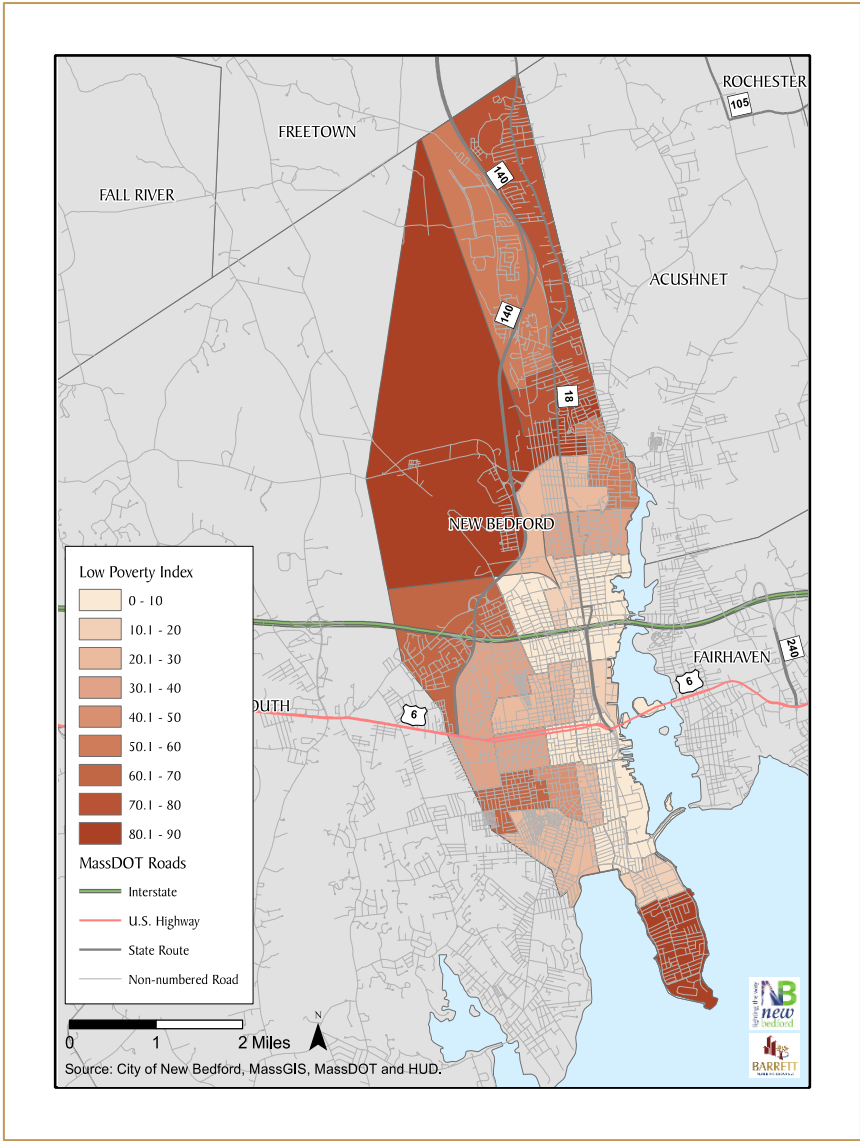 ROCHESTER
105
FREETOWN
140
FALL RIVER
ACUSHNET
140
18
NEW BEDFORD
Low Poverty Index
0 - 10
10.1 - 20
20.1 - 30
30.1 - 40
40.1 - 50
50.1 - 60
60.1 - 70
70.1 - 80
80.1 - 90
MassDOT Roads
Interstate
U.S. Highway
State Route
Non-numbered Road
240
FAIRHAVEN
6
OUTH
6
0 1 2 Miles
N
Source: City of New Bedford, MassGIS, MassDOT and HUD.
lighting the way
NB
new
bedford
BARRETT